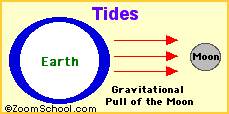 Tides
Earth
Moon
Gravitational
Pull of the Moon
©ZoomSchool.com